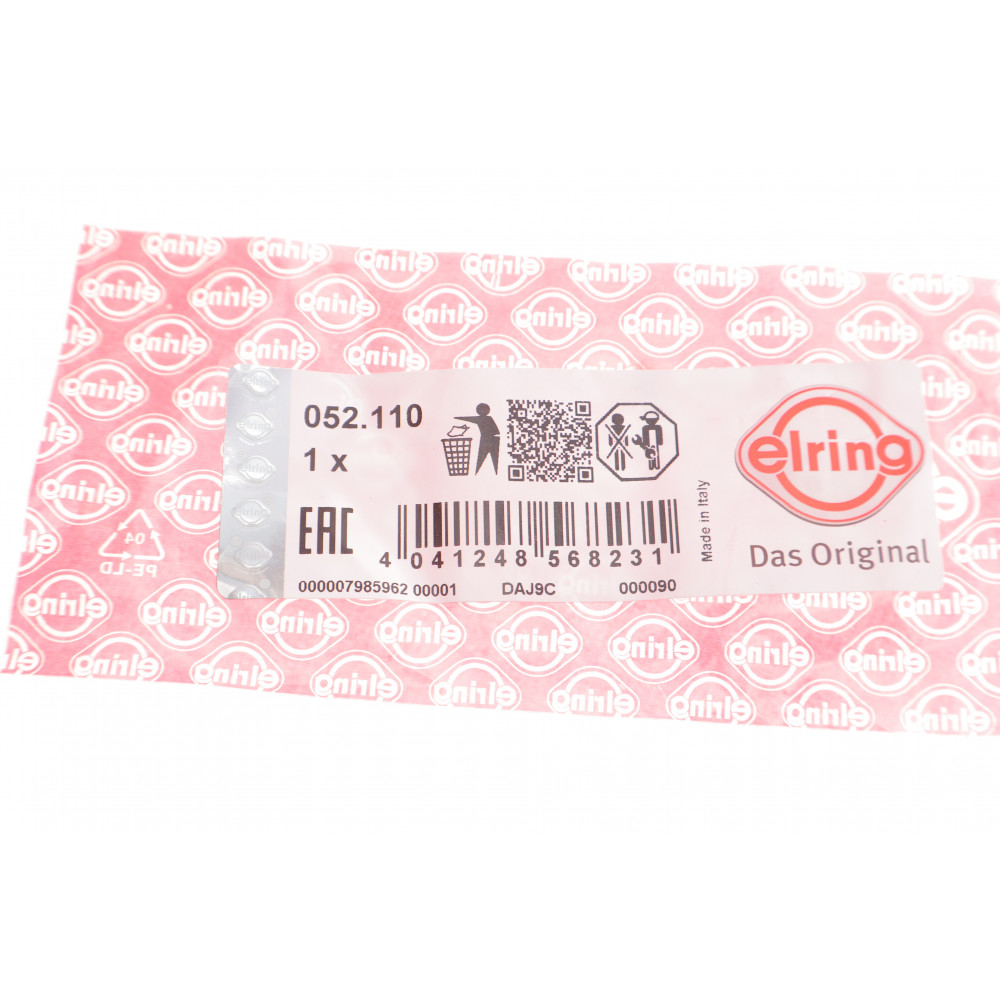 052.110
1 x
EAC
4 041248 568231
000007985962 00001 DAJ9C 000090
Made in Italy
elring
Das Original
04
PE-LD